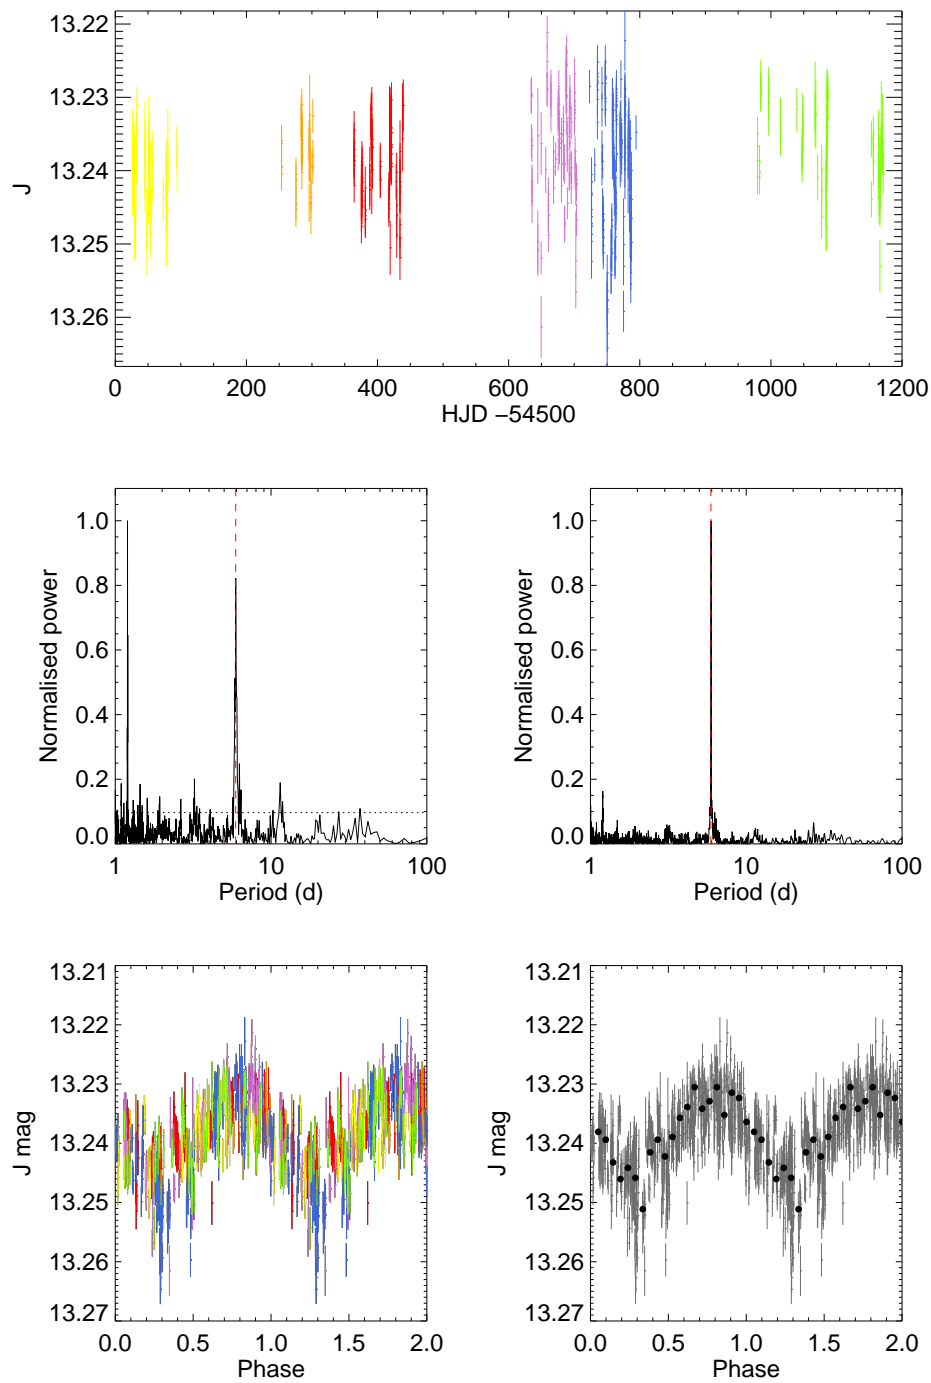 13.22
13.23
13.24
13.25
13.26
J
0 200 400 600 800 1000 1200
HJD −54500
1.0
0.8
0.6
0.4
0.2
0.0
Normalised power
1 10 100
Period (d)
1.0
0.8
0.6
0.4
0.2
0.0
Normalised power
1 10 100
Period (d)
13.21
13.22
13.23
13.24
13.25
13.26
13.27
J mag
0.0 0.5 1.0 1.5 2.0
Phase
13.21
13.22
13.23
13.24
13.25
13.26
13.27
J mag
0.0 0.5 1.0 1.5 2.0
Phase